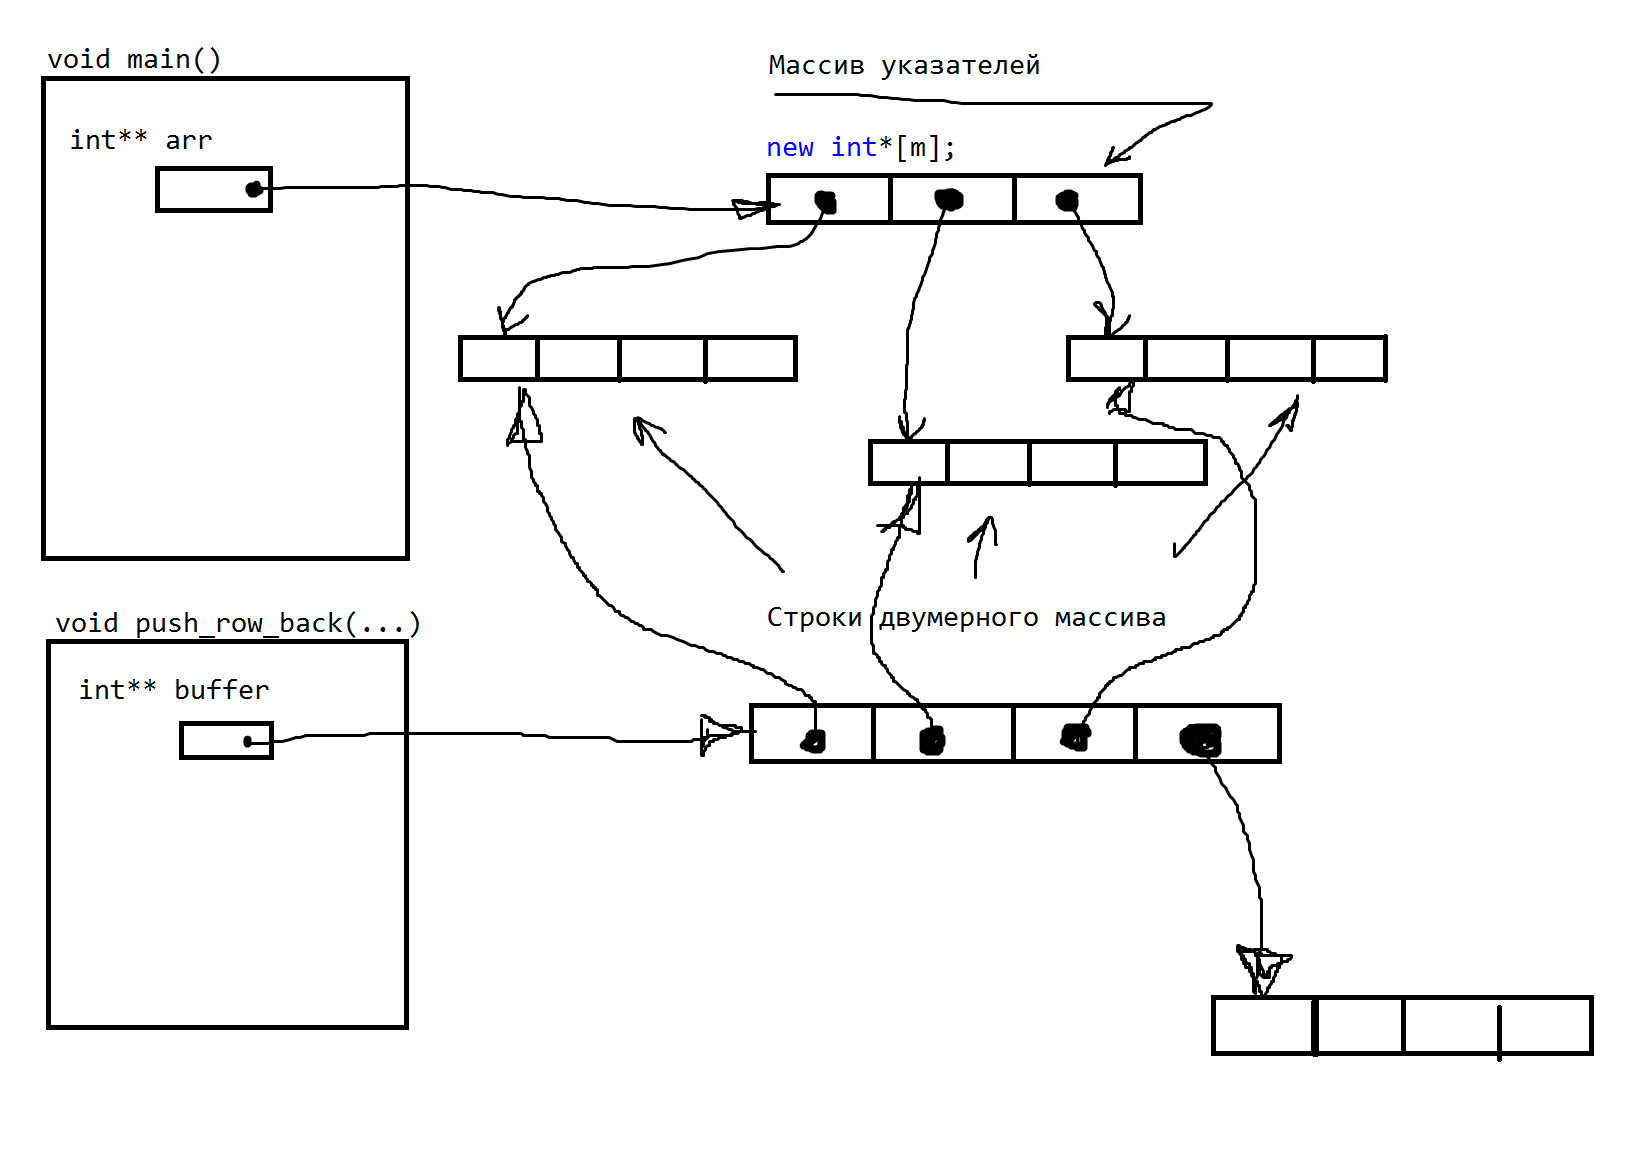 void main()
Массив указателей
int** arr
new int*[m];
Строки двумерного массива
void push_row_back(...)
int** buffer